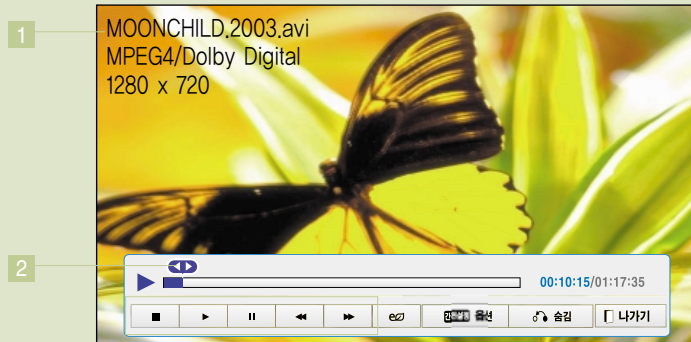 1
MOONCHILD.2003.avi
MPEG4/Dolby Digital
1280 x 720
2
00:10:15/01:17:35
옵션
숨김
나가기